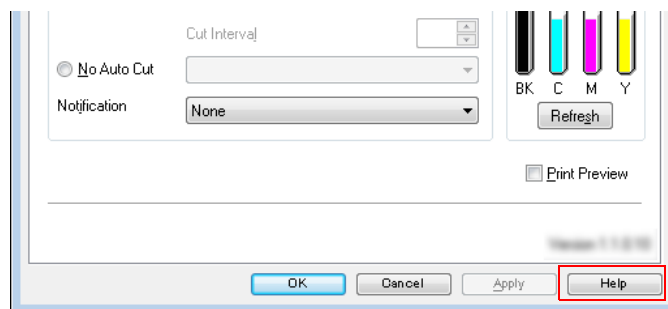 Cut Interval
No Auto Cut
BK C M Y
Notification
None
Refresh
Print Preview
OK Cancel Apply Help